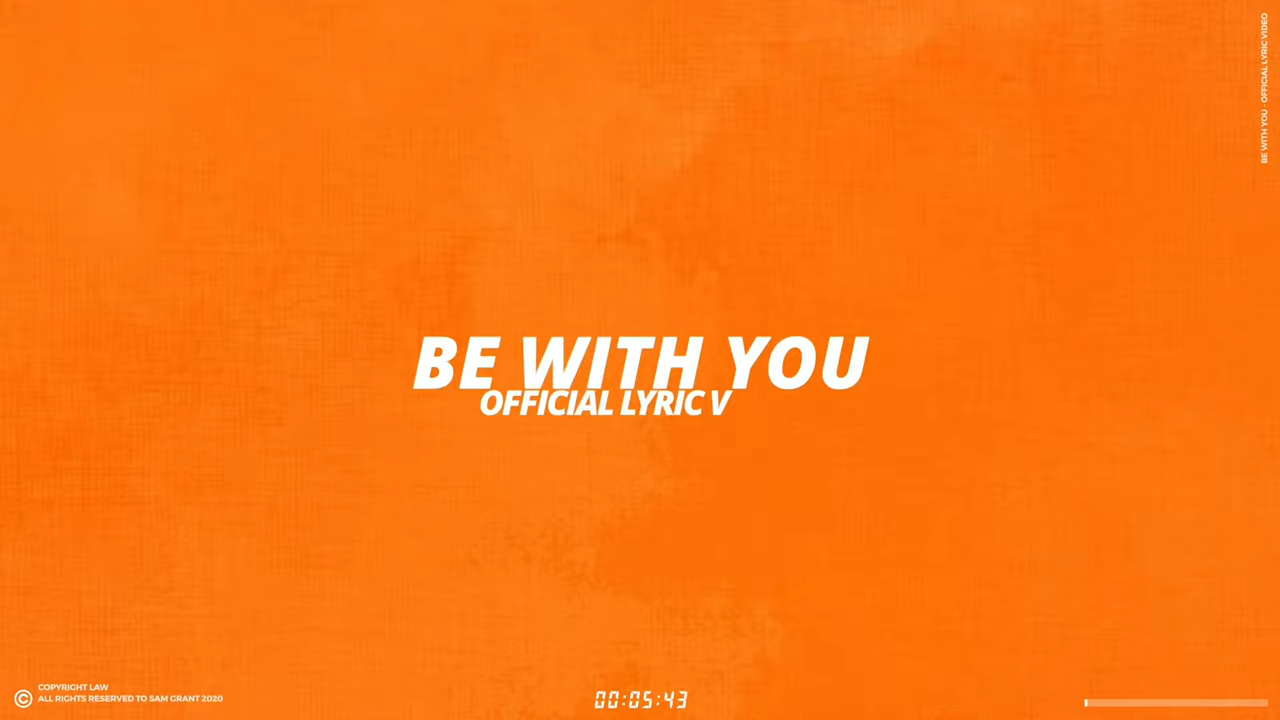 BE WITH YOU - OFFICIAL LYRIC VIDEO
BE WITH YOU
OFFICIAL LYRIC V
©
COPYRIGHT LAW
ALL RIGHTS RESERVED TO SAM GRANT 2020
00:05:43